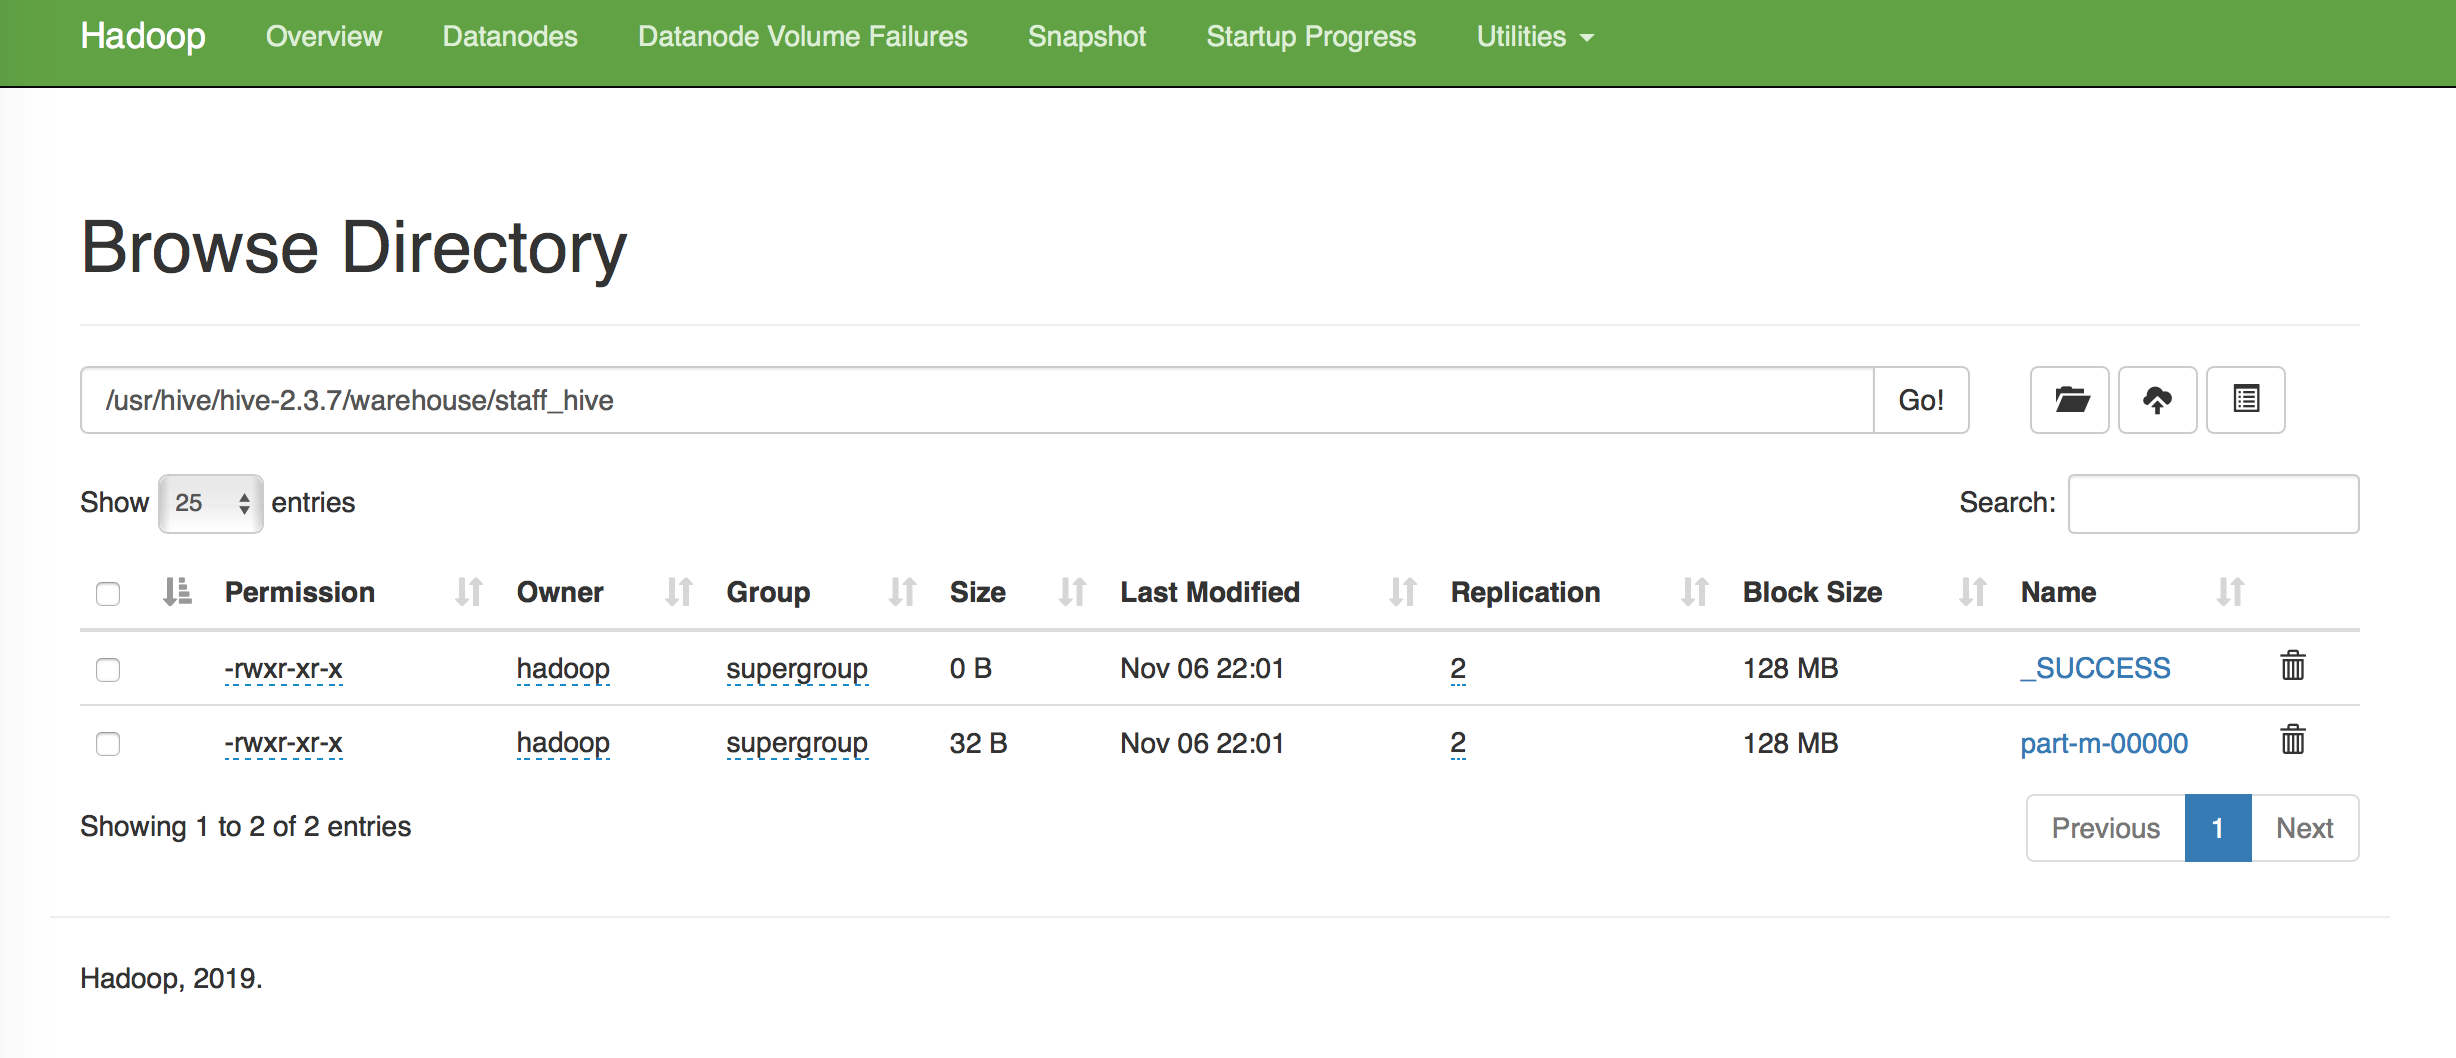 Hadoop Overview Datanodes Datanode Volume Failures Snapshot Startup Progress Utilities
Browse Directory
/usr/hive/hive-2.3.7/warehouse/staff_hive Go!
Show 25 entries Search:
Permission Owner Group Size Last Modified Replication Block Size Name
-rwxr-xr-x hadoop supergroup 0 B Nov 06 22:01 2 128 MB _SUCCESS
-rwxr-xr-x hadoop supergroup 32 B Nov 06 22:01 2 128 MB part-m-00000
Showing 1 to 2 of 2 entries Previous 1 Next
Hadoop, 2019.